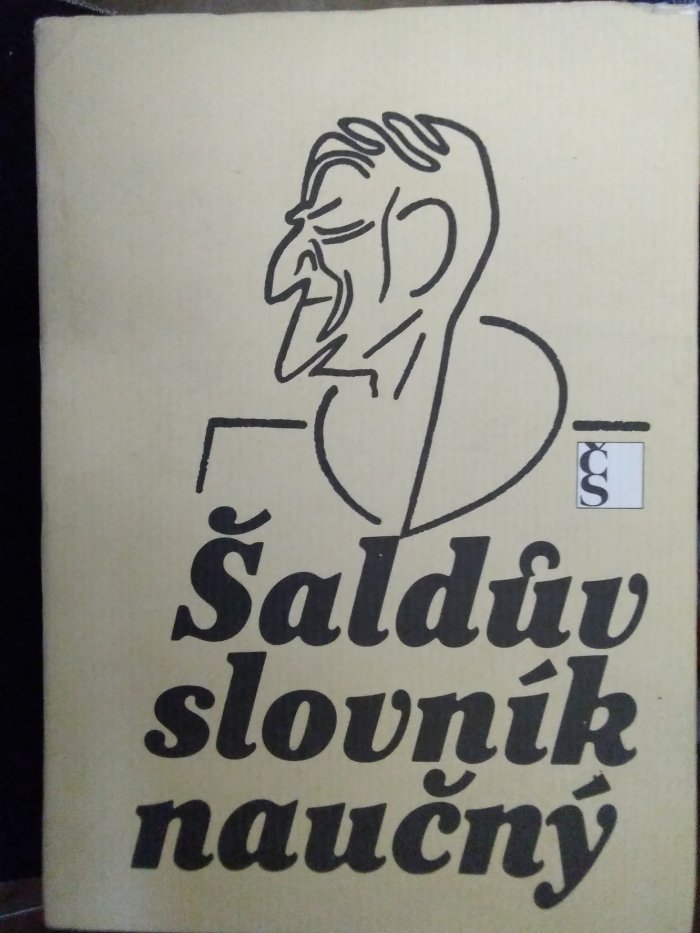 ČS
Šaldův
slovník
naučný